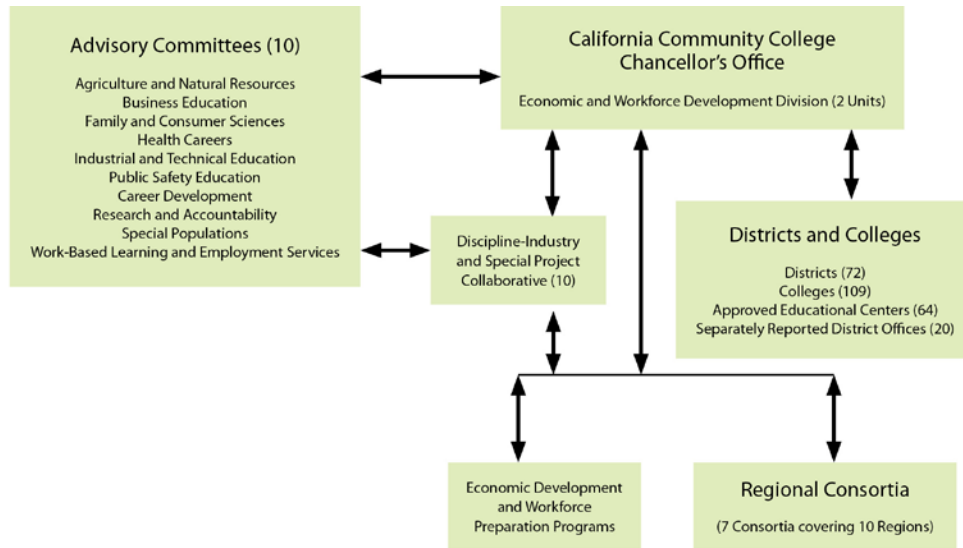 Advisory Committees (10)
Agriculture and Natural Resources
Business Education
Family and Consumer Sciences
Health Careers
Industrial and Technical Education
Public Safety Education
Career Development
Research and Accountability
Special Populations
Work-Based Learning and Employment Services
California Community College
Chancellor's Office
Economic and Workforce Development Division (2 Units)
Discipline-Industry
and Special Project
Collaborative (10)
Districts and Colleges
Districts (72)
Colleges (109)
Approved Educational Centers (64)
Separately Reported District Offices (20)
Economic Development
and Workforce
Preparation Programs
Regional Consortia
(7 Consortia covering 10 Regions)